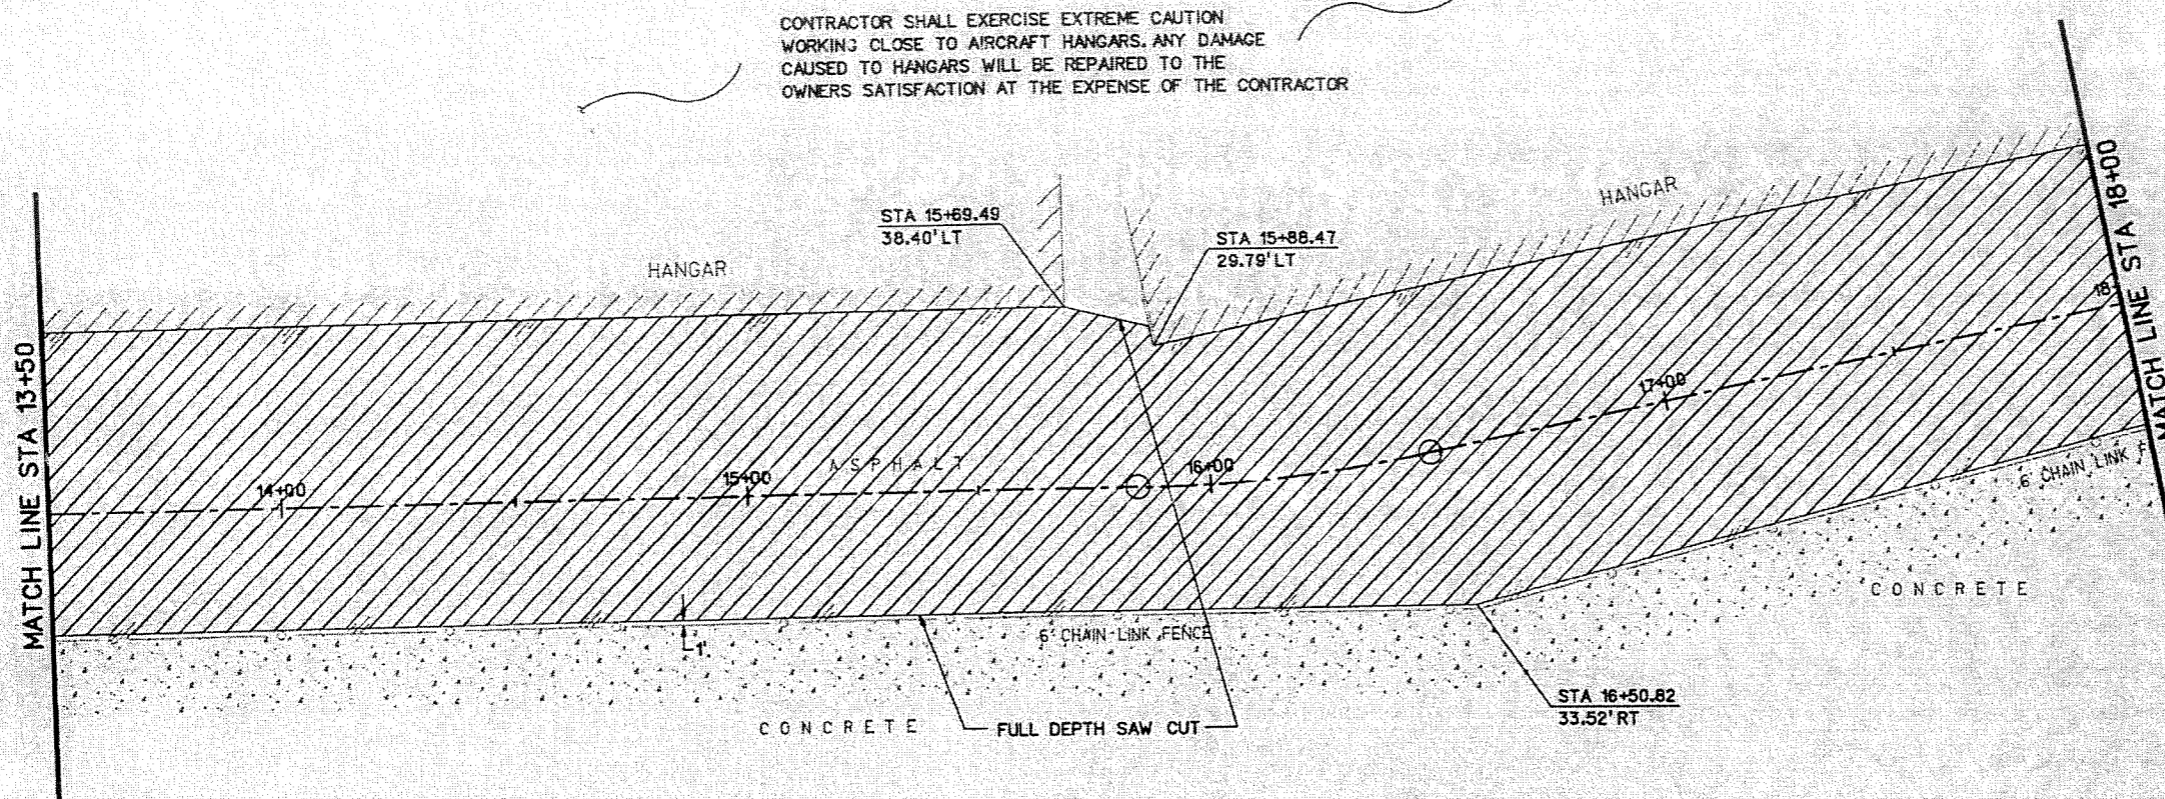 CONTRACTOR SHALL EXERCISE EXTREME CAUTION
WORKING CLOSE TO AIRCRAFT HANGARS. ANY DAMAGE
CAUSED TO HANGARS WILL BE REPAIRED TO THE
OWNERS SATISFACTION AT THE EXPENSE OF THE CONTRACTOR
MATCH LINE STA 18+00
HANGAR
STA 15+69.49
38.40' LT
STA 15+88.47
29.79' LT
HANGAR
18+
MATCH LINE STA 13+50
17+00
ASPHALT
14+00
15+00
16+00
6' CHAIN LINK F
CONCRETE
6' CHAIN-LINK FENCE
1'
STA 16+50.82
33.52' RT
CONCRETE
FULL DEPTH SAW CUT